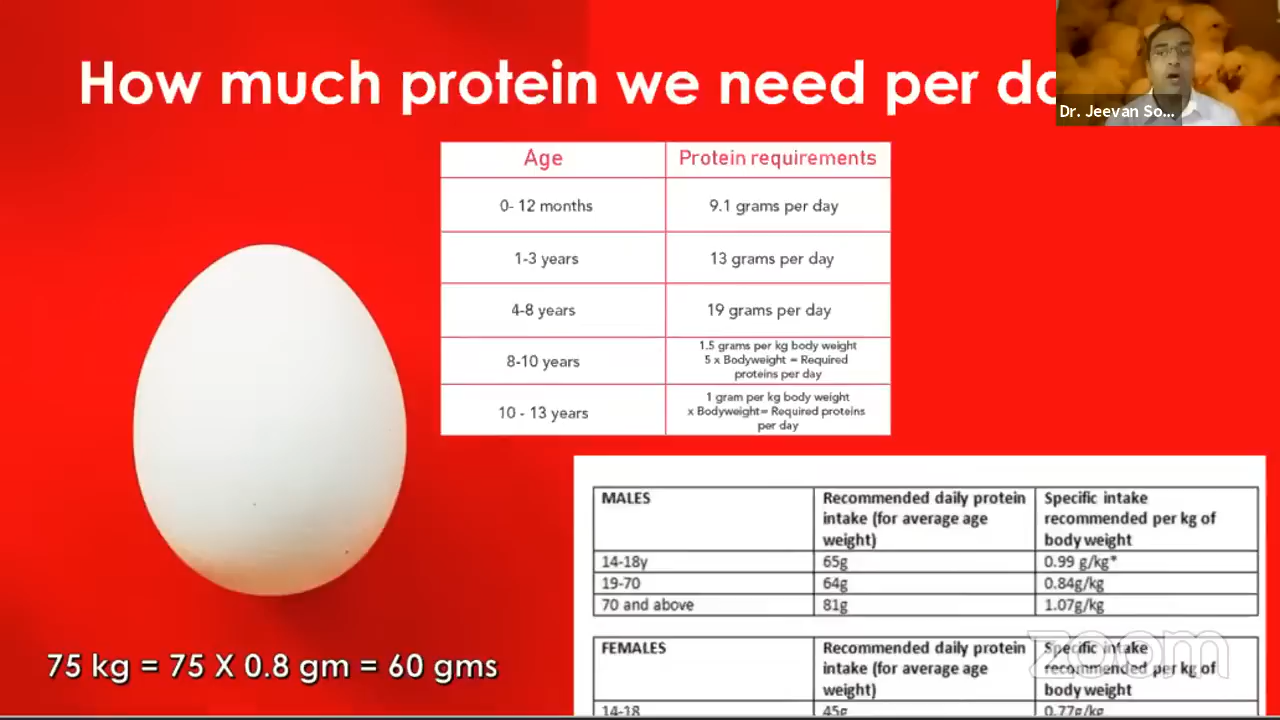 How much protein we need per da
Dr. Jeevan So...
Age Protein requirements
0- 12 months 9.1 grams per day
1-3 years 13 grams per day
4-8 years 19 grams per day
8-10 years
1.5 grams per kg body weight
5 x Bodyweight = Required
proteins per day
10 - 13 years
1 gram per kg body weight
x Bodyweight= Required proteins
per day
MALES
Recommended daily protein
intake (for average age
weight)
Specific intake
recommended per kg of
body weight
14-18y 65g 0.99 g/kg*
19-70 64g 0.84g/kg
70 and above 81g 1.07g/kg
FEMALES
Recommended daily protein
intake (for average age
weight)
Specific intake
recommended per kg of
body weight
14-18 45g 0.77g/kg
zoom
75 kg = 75 X 0.8 gm = 60 gms